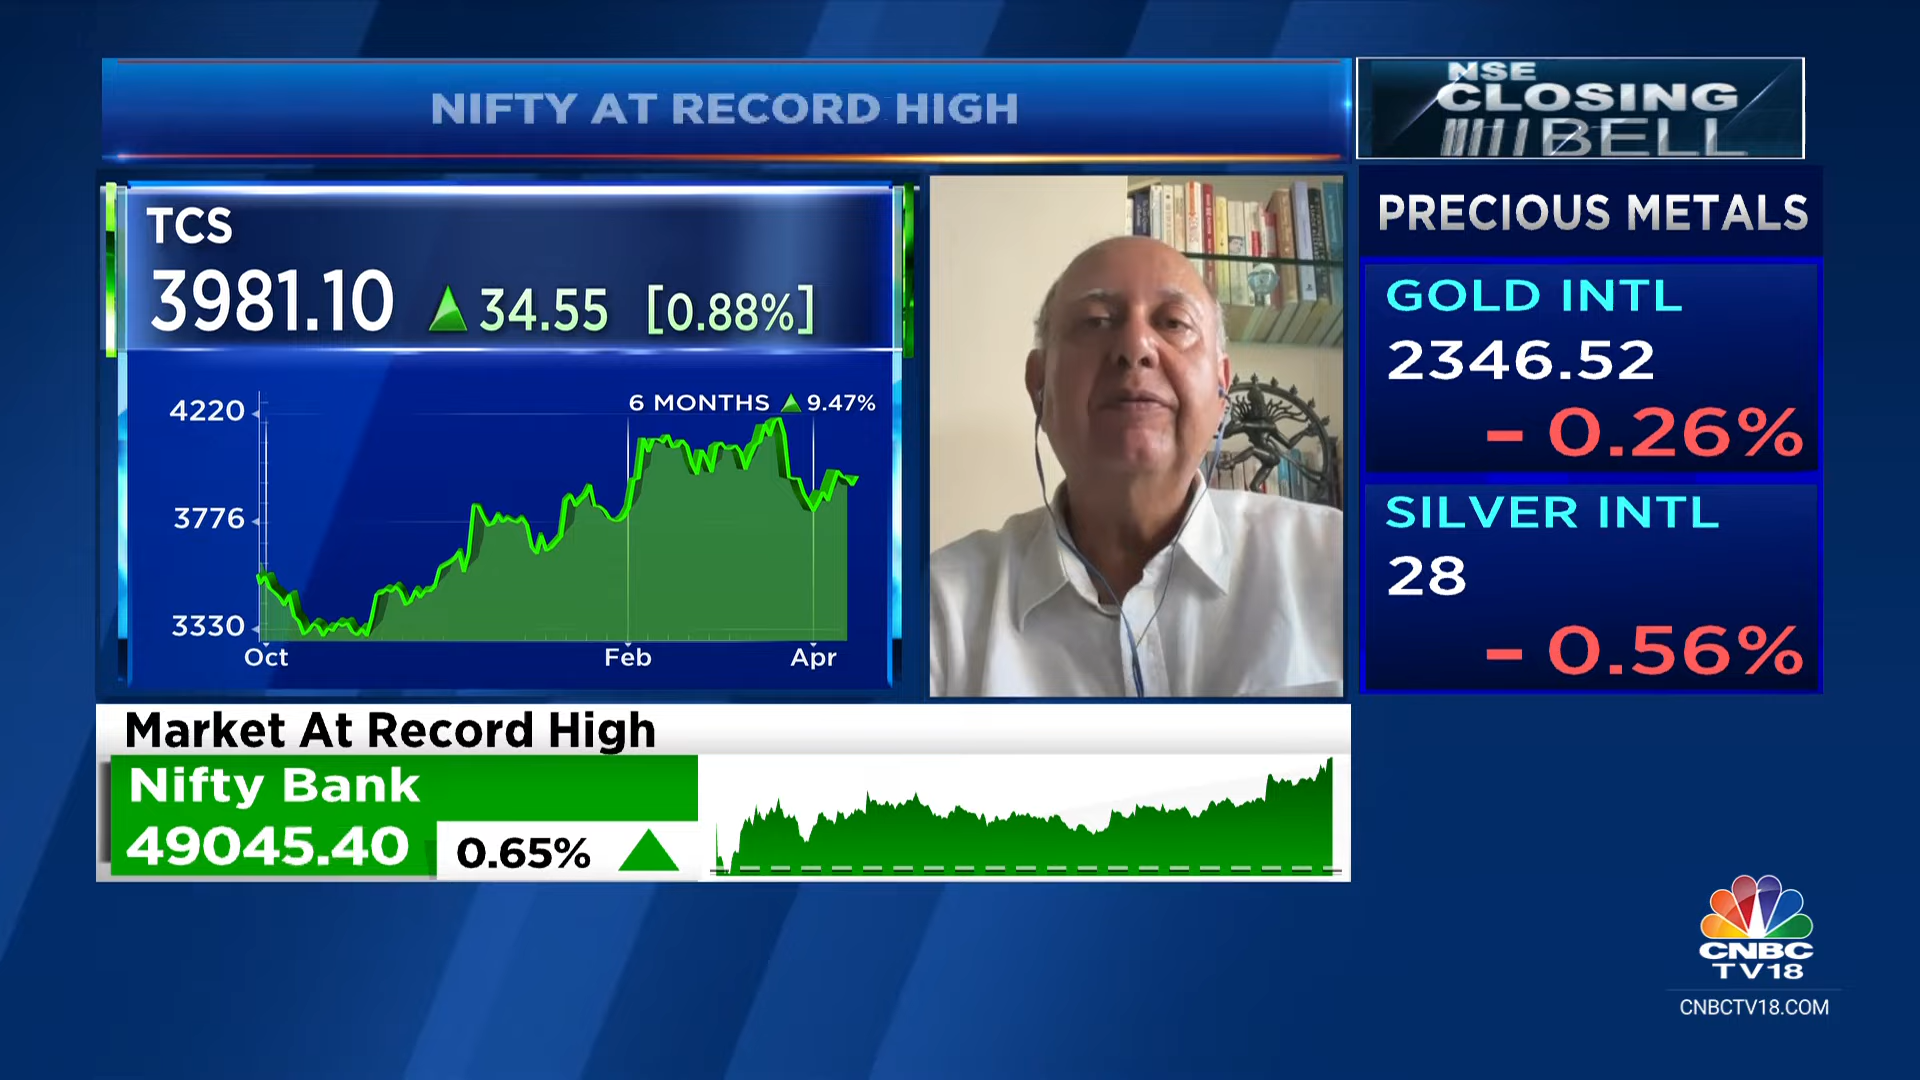 NIFTY AT RECORD HIGH
NSE
CLOSING
BELL
TCS
3981.10 34.55 [0.88%]
6 MONTHS 9.47%
4220
3776
3330
Oct Feb Apr
PRECIOUS METALS
GOLD INTL
2346.52
- 0.26%
SILVER INTL
28
- 0.56%
Market At Record High
Nifty Bank
49045.40 0.65%
CNBC
TV18
CNBCTV18.COM